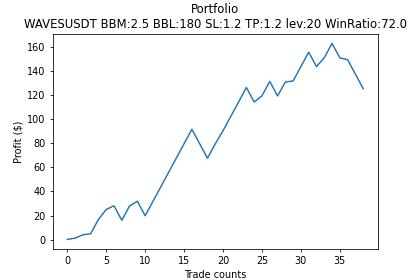 Portfolio
WAVESUSDT BBM:2.5 BBL:180 SL:1.2 TP:1.2 lev:20 WinRatio:72.0
160
140
120
100
80
60
40
20
0
Profit ($)
0 5 10 15 20 25 30 35
Trade counts